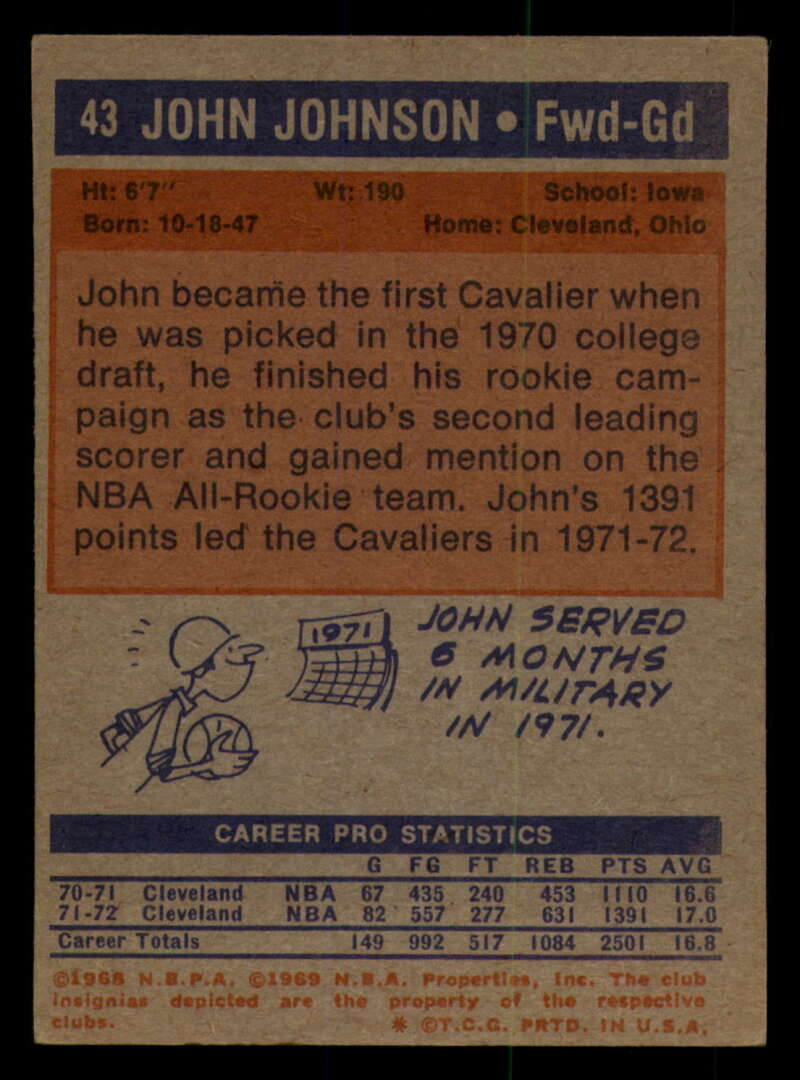 43 JOHN JOHNSON • Fwd-Gd
Ht: 6'7" Wt: 190 School: Iowa
Born: 10-18-47 Home: Cleveland, Ohio
John became the first Cavalier when
he was picked in the 1970 college
draft, he finished his rookie cam-
paign as the club's second leading
scorer and gained mention on the
NBA All-Rookie team. John's 1391
points led the Cavaliers in 1971-72.
1971
JOHN SERVED
6 MONTHS
IN MILITARY
IN 1971.
CAREER PRO STATISTICS
G FG FT REB PTS AVG
70-71 Cleveland NBA 67 435 240 453 1110 16.6
71-72 Cleveland NBA 82 557 277 631 1391 17.0
Career Totals 149 992 517 1084 2501 16.8
©1968 N.B.P.A. ©1969 N.B.A. Properties, Inc. The club
insignias depicted are the property of the respective
clubs. * ©T.C.G. PRTD. IN U.S.A.